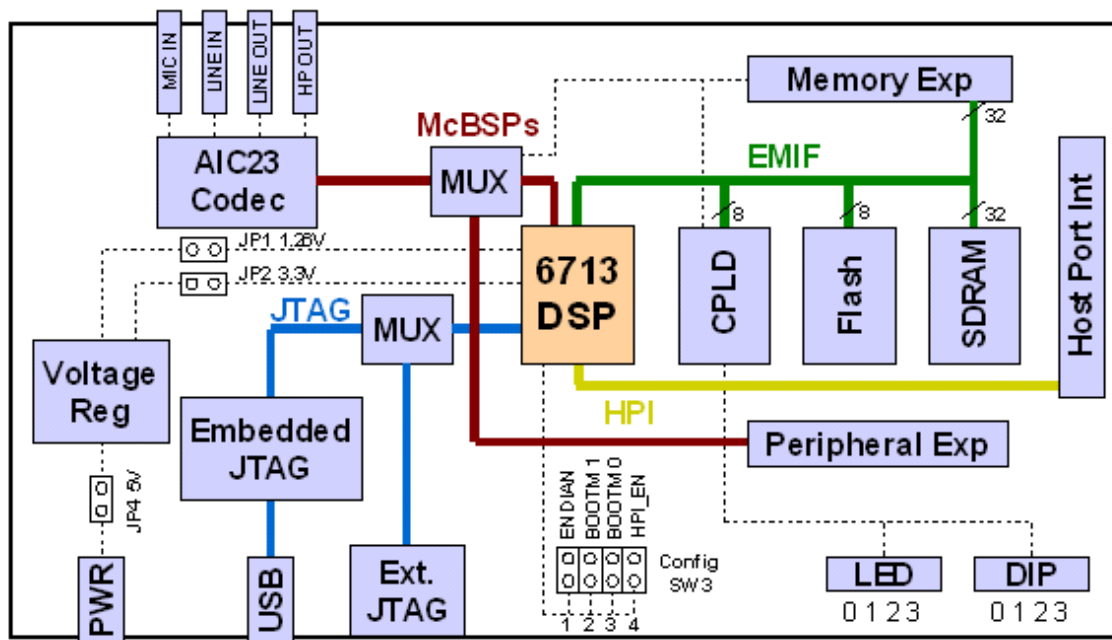 MIC IN
LINE IN
LINE OUT
HP OUT
Memory Exp
32
McBSPs
AIC23
Codec
MUX
EMIF
Host Port Int
8
8
32
JP1 1.26V
6713
DSP
CPLD
Flash
SDRAM
JP2 3.3V
JTAG
MUX
Voltage
Reg
HPI
Embedded
JTAG
Peripheral Exp
JP4 5V
ENDIAN
BOOTM 1
BOOTM 0
HPI_EN
Config
SW3
PWR
USB
Ext.
JTAG
LED
DIP
1 2 3 4
0 1 2 3
0 1 2 3